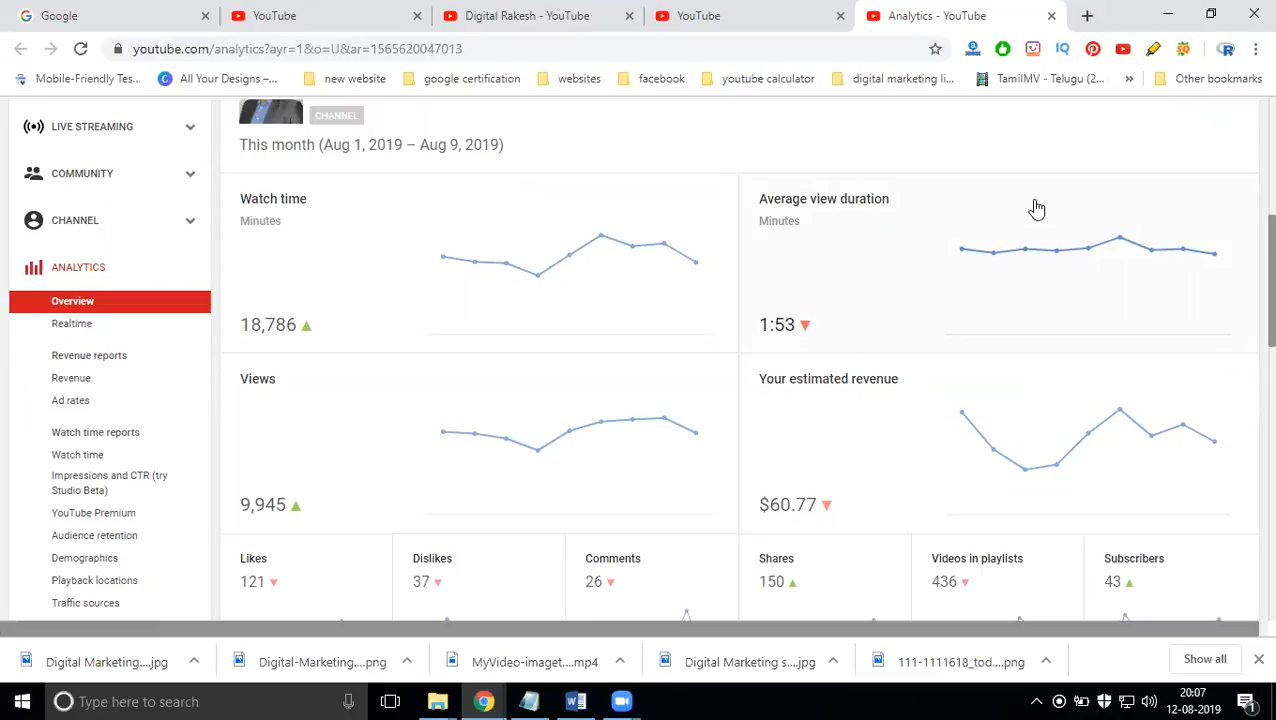 Google
YouTube
Digital Rakesh - YouTube
YouTube
Analytics - YouTube
youtube.com/analytics?ayr=1&o=U&ar=1565620047013
Mobile-Friendly Tes...
All Your Designs –...
new website
google certification
websites
facebook
youtube calculator
digital marketing li...
TamilMV - Telugu (2...
Other bookmarks
LIVE STREAMING
COMMUNITY
CHANNEL
ANALYTICS
Overview
Realtime
Revenue reports
Revenue
Ad rates
Watch time reports
Watch time
Impressions and CTR (try
Studio Beta)
YouTube Premium
Audience retention
Demographics
Playback locations
Traffic sources
CHANNEL
This month (Aug 1, 2019 – Aug 9, 2019)
Watch time
Minutes
18,786
Average view duration
Minutes
1:53
Views
9,945
Your estimated revenue
$60.77
Likes
121
Dislikes
37
Comments
26
Shares
150
Videos in playlists
436
Subscribers
43
Digital Marketing....jpg
Digital-Marketing....png
MyVideo-imaget....mp4
Digital Marketing s....jpg
111-1111618_tod....png
Show all
Type here to search
20:07
12-08-2019
1